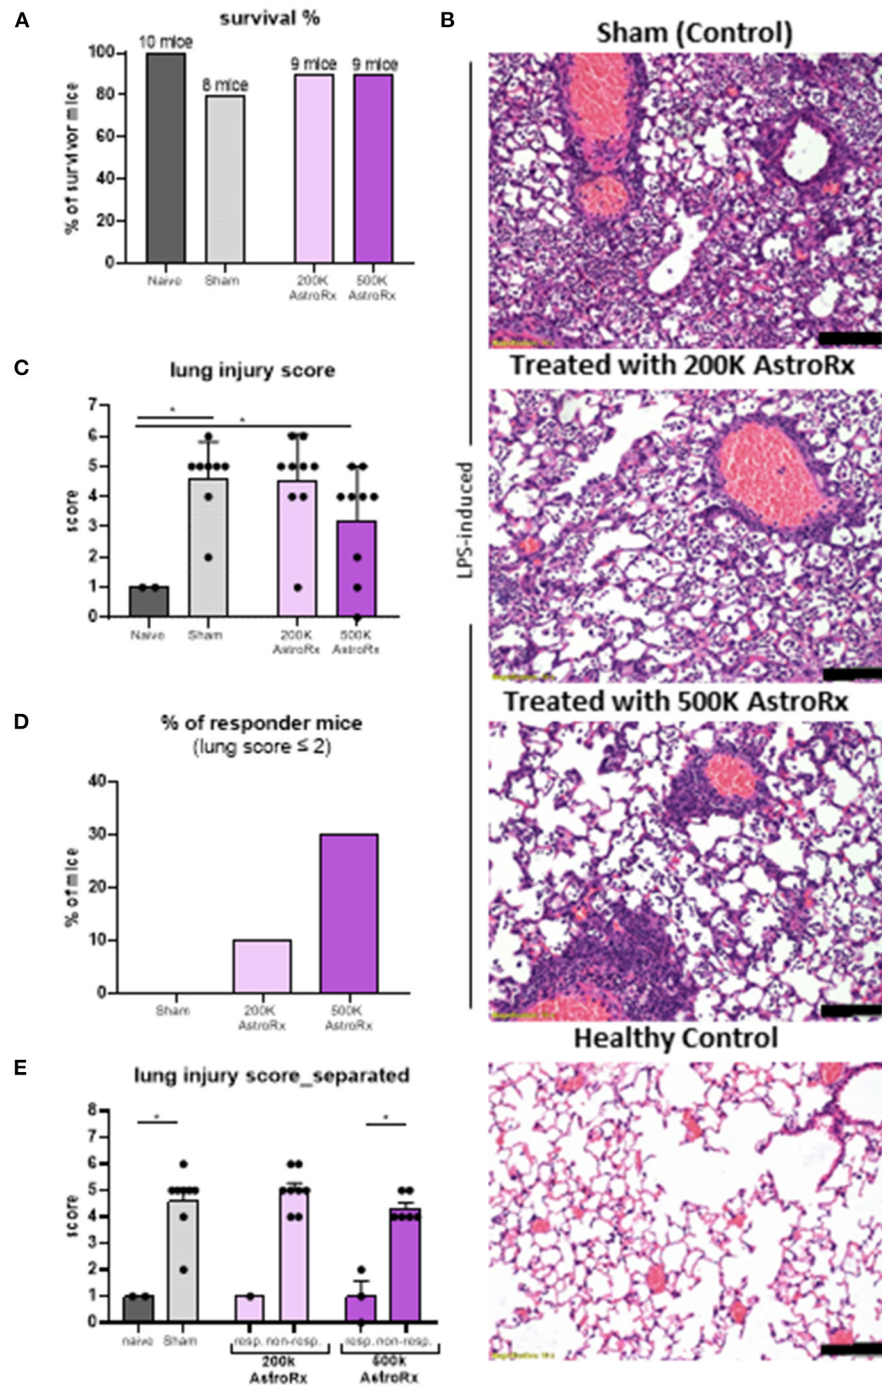 A
survival %
10 mice
8 mice
9 mice
9 mice
% of survivor mice
100
80
60
40
20
0
Naive
Sham
200K
AstroRx
500K
AstroRx
B
Sham (Control)
Treated with 200K AstroRx
Treated with 500K AstroRx
Healthy Control
LPS-induced
C
lung injury score
score
7
6
5
4
3
2
1
0
*
*
Naive
Sham
200K
AstroRx
500K
AstroRx
D
% of responder mice
(lung score ≤ 2)
% of mice
40
30
20
10
0
Sham
200K
AstroRx
500K
AstroRx
E
lung injury score_separated
score
8
7
6
5
4
3
2
1
0
*
*
naive
Sham
resp.
non-resp.
resp.
non-resp.
200k
AstroRx
500k
AstroRx